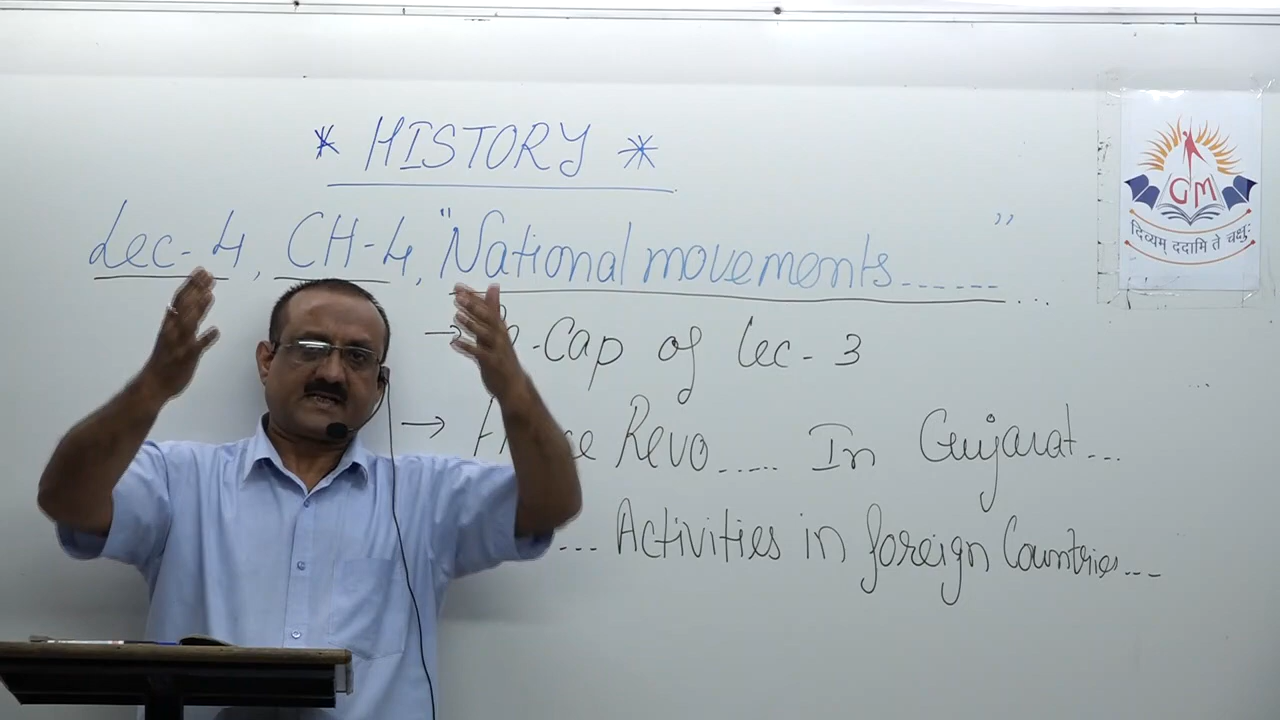 * HISTORY *
Lec-4, CH-4, "National movements......."...
→ -Cap of Lec-3
→ Revo..... In Gujarat...
... Activities in foreign Countries...
GM
दिव्यम् ददामि ते चक्षुः